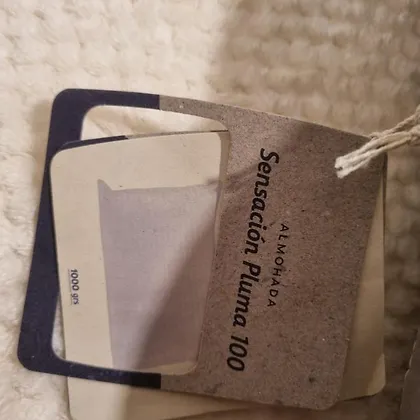 ALMOHADA
Sensación Pluma 100
1000 grs